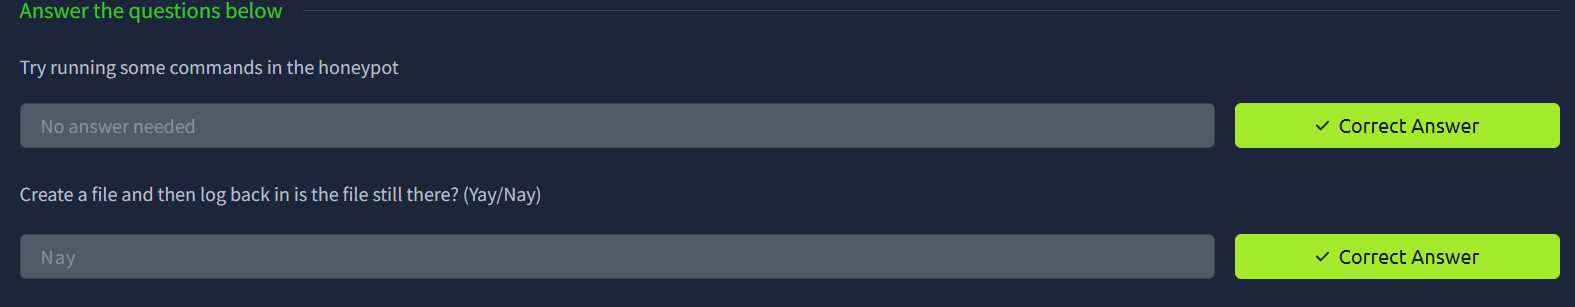 Answer the questions below
Try running some commands in the honeypot
No answer needed
✓ Correct Answer
Create a file and then log back in is the file still there? (Yay/Nay)
Nay
✓ Correct Answer